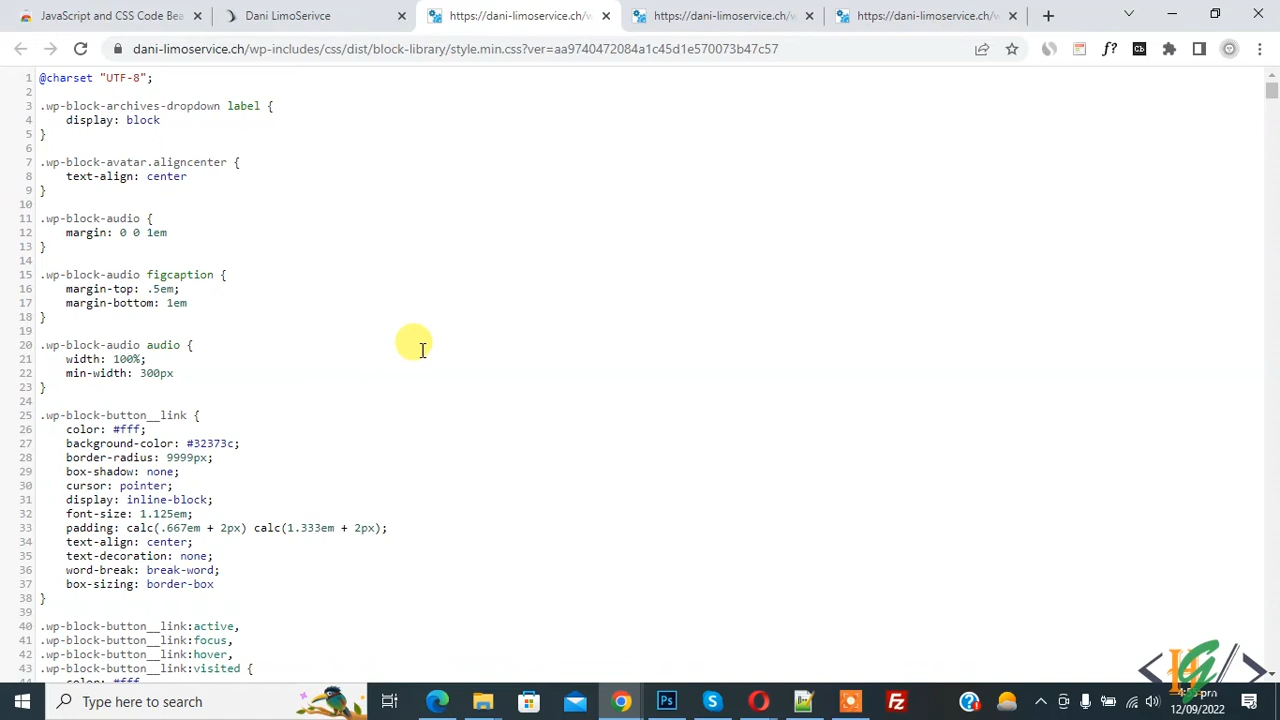 JavaScript and CSS Code Bea
Dani LimoSerivce
https://dani-limoservice.ch/w
https://dani-limoservice.ch/w
https://dani-limoservice.ch/w
dani-limoservice.ch/wp-includes/css/dist/block-library/style.min.css?ver=aa9740472084a1c45d1e570073b47c57
f?
Cb
1 @charset "UTF-8";
2
3 .wp-block-archives-dropdown label {
4 display: block
5 }
6
7 .wp-block-avatar.aligncenter {
8 text-align: center
9 }
10
11 .wp-block-audio {
12 margin: 0 0 1em
13 }
14
15 .wp-block-audio figcaption {
16 margin-top: .5em;
17 margin-bottom: 1em
18 }
19
20 .wp-block-audio audio {
21 width: 100%;
22 min-width: 300px
23 }
24
25 .wp-block-button__link {
26 color: #fff;
27 background-color: #32373c;
28 border-radius: 9999px;
29 box-shadow: none;
30 cursor: pointer;
31 display: inline-block;
32 font-size: 1.125em;
33 padding: calc(.667em + 2px) calc(1.333em + 2px);
34 text-align: center;
35 text-decoration: none;
36 word-break: break-word;
37 box-sizing: border-box
38 }
39
40 .wp-block-button__link:active,
41 .wp-block-button__link:focus,
42 .wp-block-button__link:hover,
43 .wp-block-button__link:visited {
44 color: #fff
Type here to search
Ps
12/09/2022